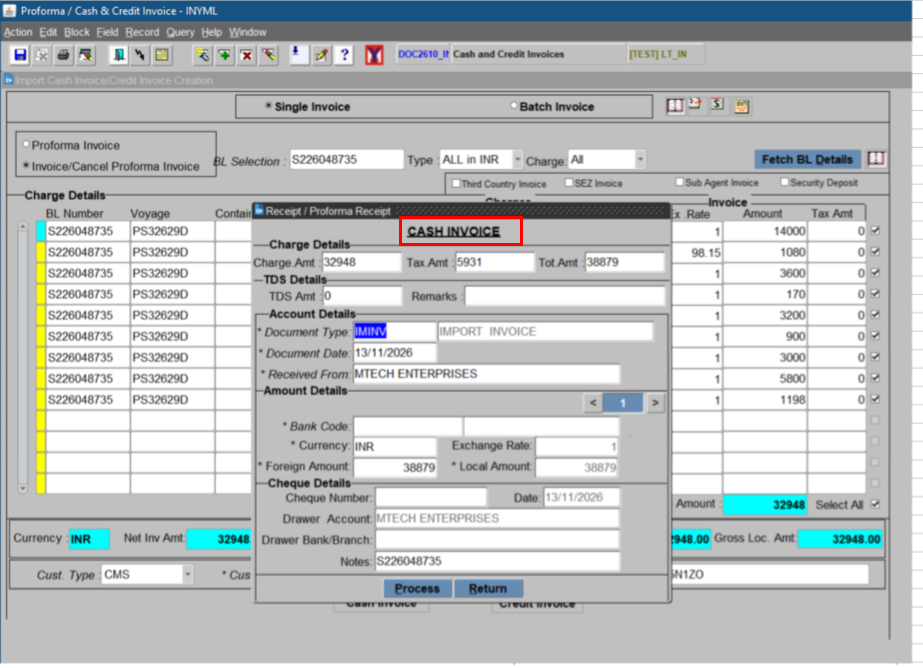 Proforma / Cash & Credit Invoice - INYML
Action Edit Block Field Record Query Help Window
DOC2610_I Cash and Credit Invoices [TEST] LT_IN
Import Cash Invoice/Credit Invoice Creation
Single Invoice Batch Invoice
Proforma Invoice
Invoice/Cancel Proforma Invoice
BL Selection : S226048735 Type : ALL in INR Charge: All Fetch BL Details
Third Country Invoice SEZ Invoice Sub Agent Invoice Security Deposit
Charge Details Invoice
BL Number Voyage Contain Ex .Rate Amount Tax Amt
S226048735 PS32629D 1 14000 0
S226048735 PS32629D 98.15 1080 0
S226048735 PS32629D 1 3600 0
S226048735 PS32629D 1 170 0
S226048735 PS32629D 1 3200 0
S226048735 PS32629D 1 900 0
S226048735 PS32629D 1 3000 0
S226048735 PS32629D 1 5800 0
S226048735 PS32629D 1 1198 0
Amount : 32948 Select All
Currency : INR Net Inv Amt: 32948. 2948.00 Gross Loc. Amt: 32948.00
Cust. Type : CMS * Cus 5N1ZO
Cash Invoice Credit Invoice
Receipt / Proforma Receipt
CASH INVOICE
Charge Details
Charge.Amt : 32948 Tax.Amt : 5931 Tot.Amt : 38879
TDS Details
TDS Amt : 0 Remarks :
Account Details
* Document Type: IMINV IMPORT INVOICE
* Document Date: 13/11/2026
* Received From: MTECH ENTERPRISES
Amount Details
< 1 >
* Bank Code:
* Currency: INR Exchange Rate: 1
* Foreign Amount: 38879 * Local Amount: 38879
Cheque Details
Cheque Number: Date: 13/11/2026
Drawer Account: MTECH ENTERPRISES
Drawer Bank/Branch:
Notes: S226048735
Process Return